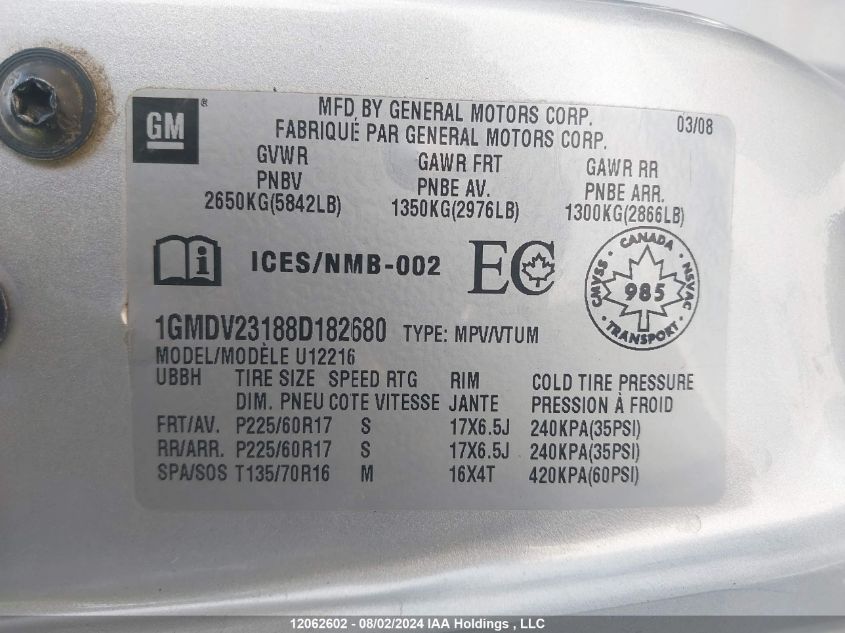 GM ®
MFD BY GENERAL MOTORS CORP.
FABRIQUÉ PAR GENERAL MOTORS CORP.
03/08
GVWR GAWR FRT GAWR RR
PNBV PNBE AV. PNBE ARR.
2650KG(5842LB) 1350KG(2976LB) 1300KG(2866LB)
i ICES/NMB-002 EC
CANADA
CMVSS 985 NSVAC
TRANSPORT
1GMDV23188D182680 TYPE: MPV/VTUM
MODEL/MODÈLE U12216
UBBH TIRE SIZE SPEED RTG RIM COLD TIRE PRESSURE
DIM. PNEU COTE VITESSE JANTE PRESSION À FROID
FRT/AV. P225/60R17 S 17X6.5J 240KPA(35PSI)
RR/ARR. P225/60R17 S 17X6.5J 240KPA(35PSI)
SPA/SOS T135/70R16 M 16X4T 420KPA(60PSI)
12062602 - 08/02/2024 IAA Holdings , LLC